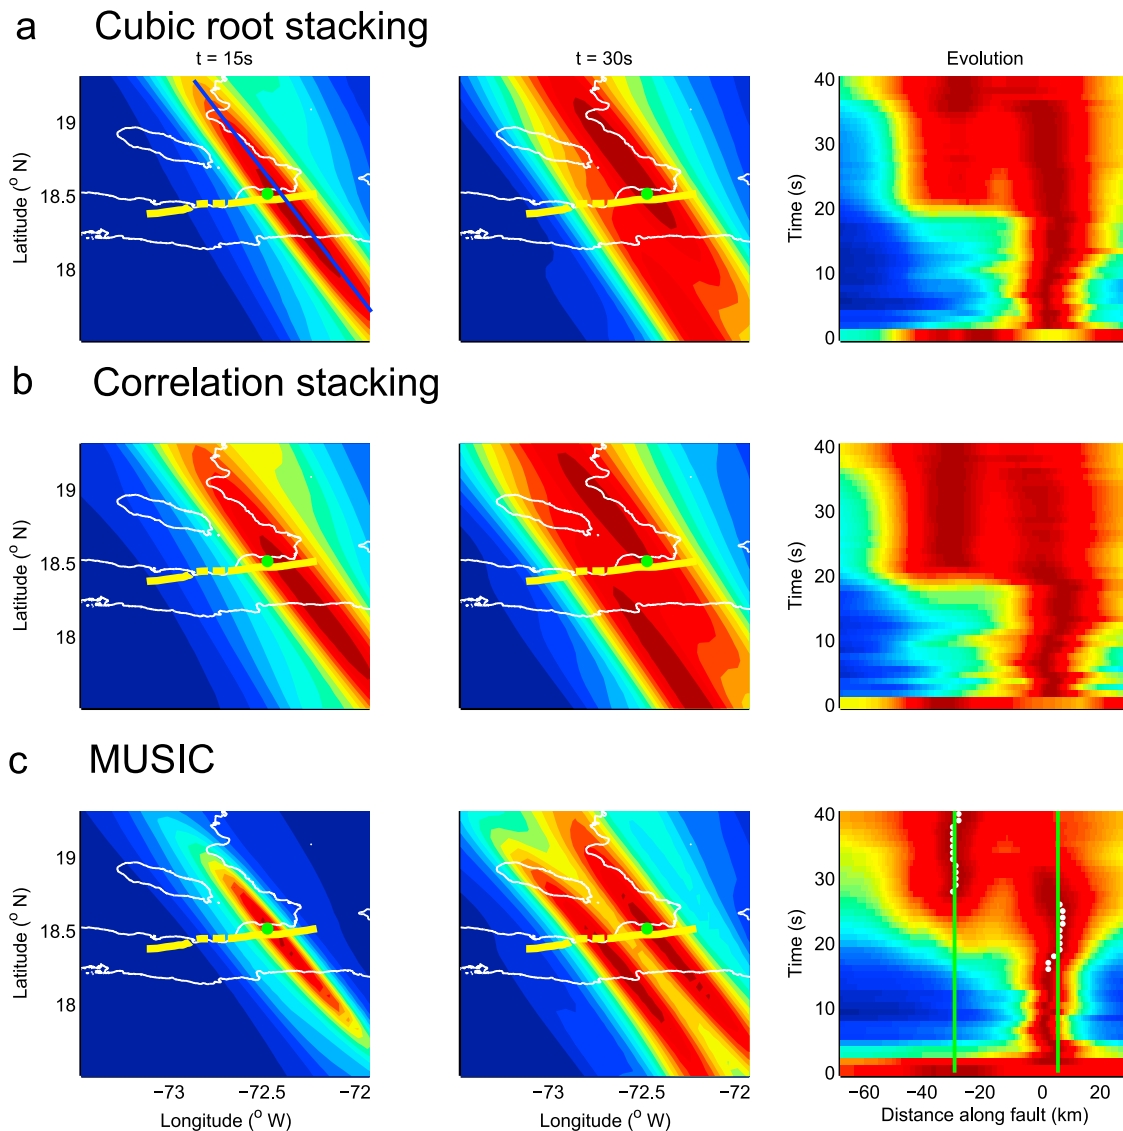 a Cubic root stacking
t = 15s
t = 30s
Evolution
Latitude (° N)
19
18.5
18
Time (s)
40
30
20
10
0
b Correlation stacking
Latitude (° N)
19
18.5
18
Time (s)
40
30
20
10
0
c MUSIC
Latitude (° N)
19
18.5
18
−73 −72.5 −72
Longitude (° W)
−73 −72.5 −72
Longitude (° W)
Time (s)
40
30
20
10
0
−60 −40 −20 0 20
Distance along fault (km)